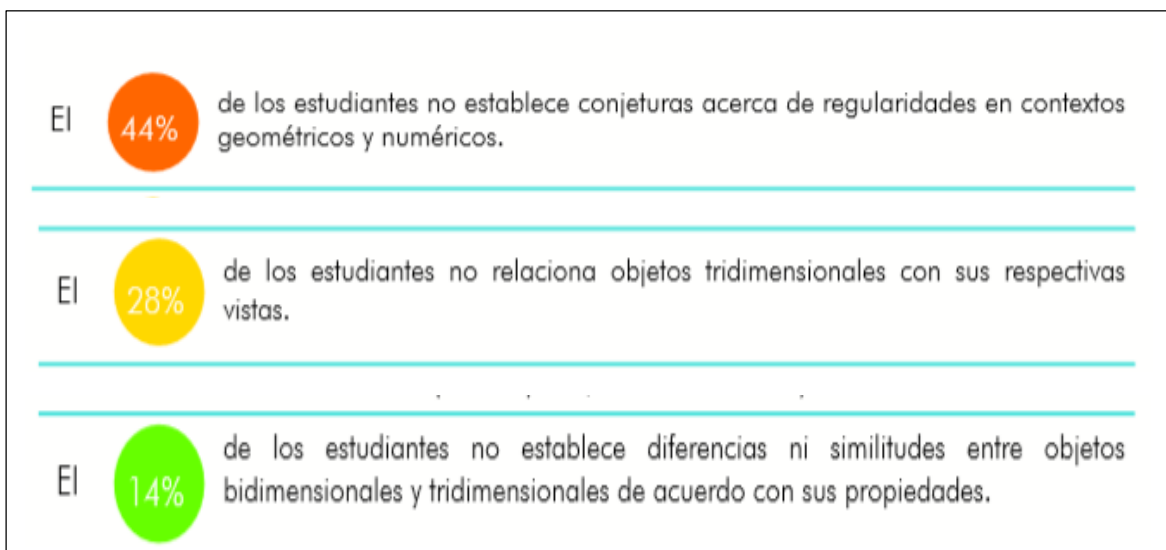 El 44% de los estudiantes no establece conjeturas acerca de regularidades en contextos
geométricos y numéricos.
El 28% de los estudiantes no relaciona objetos tridimensionales con sus respectivas
vistas.
El 14% de los estudiantes no establece diferencias ni similitudes entre objetos
bidimensionales y tridimensionales de acuerdo con sus propiedades.